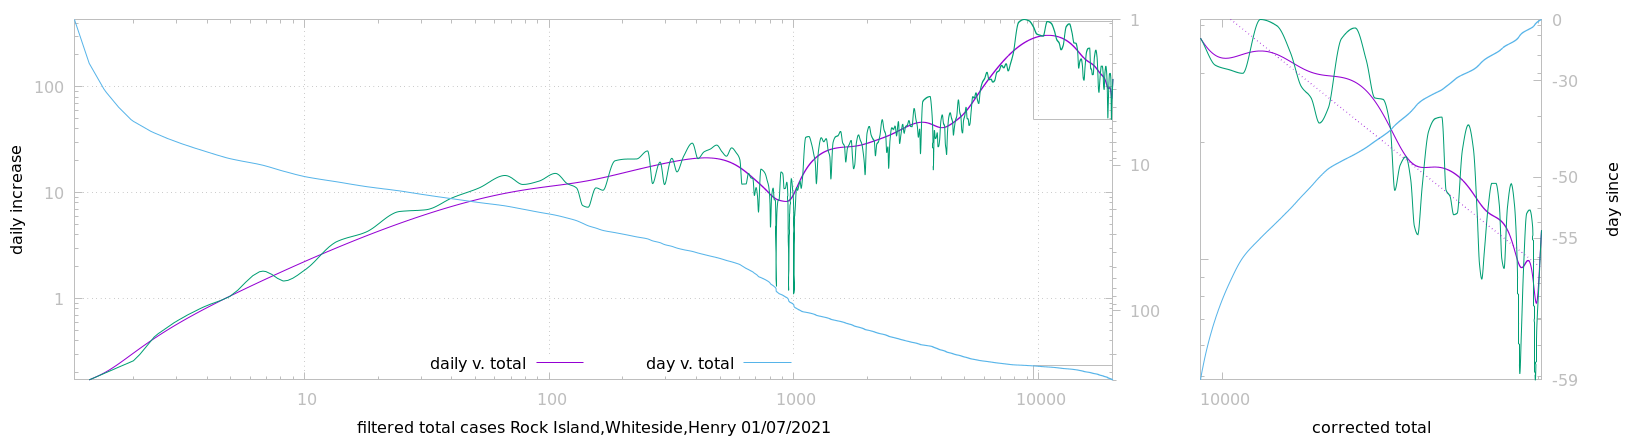 daily increase
100
10
1
daily v. total
day v. total
10
100
1000
10000
filtered total cases Rock Island,Whiteside,Henry 01/07/2021
1
10
100
0
-30
-50
-55
-59
day since
10000
corrected total